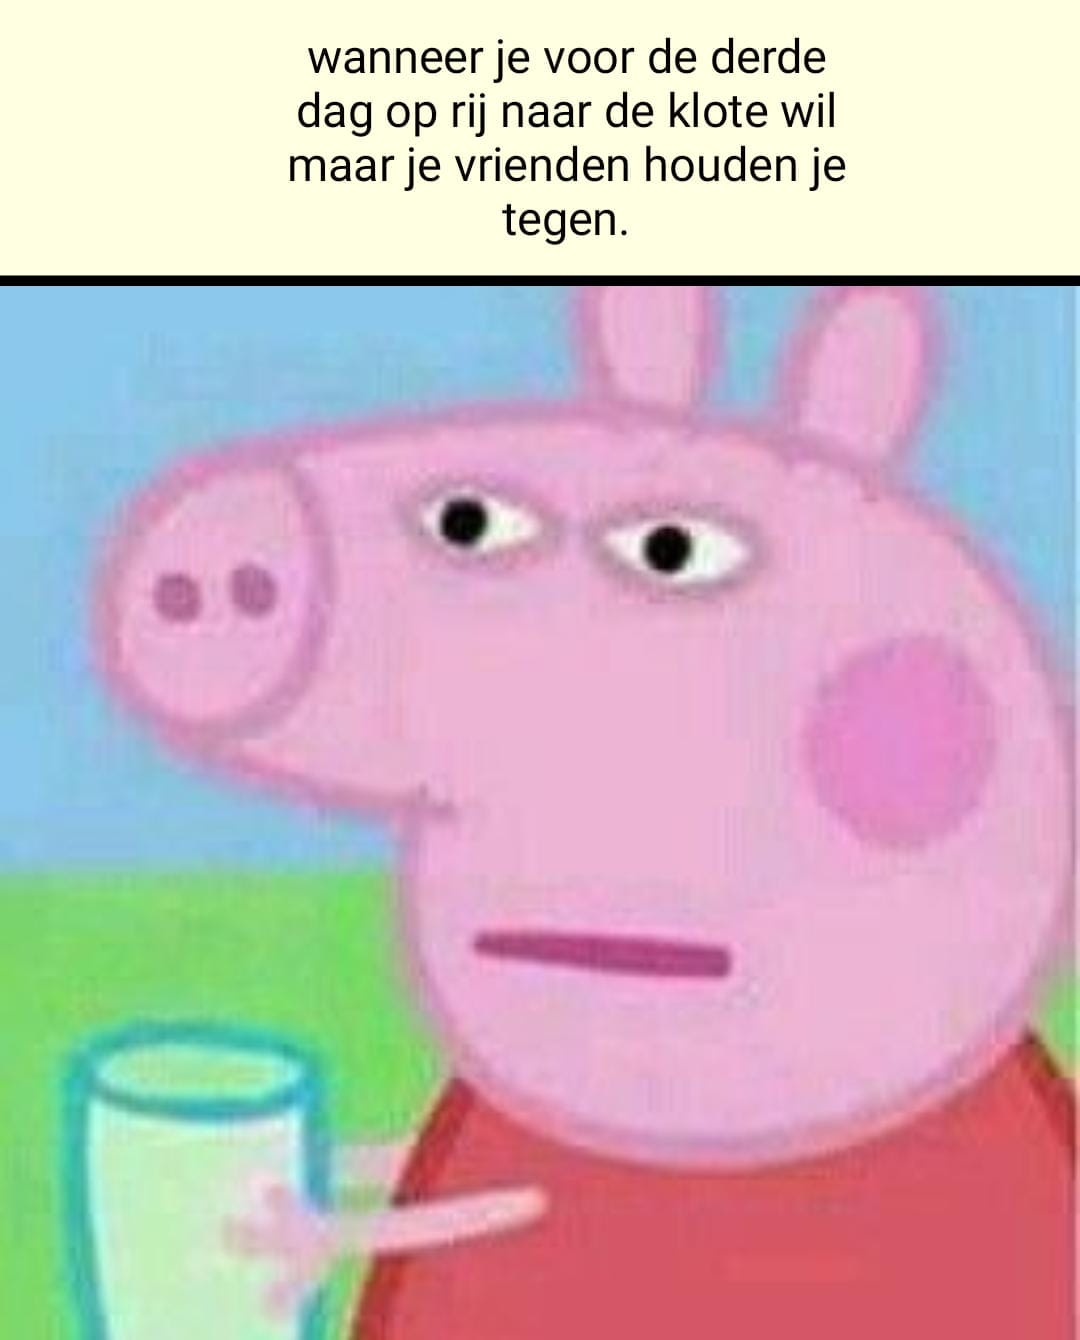 wanneer je voor de derde
dag op rij naar de klote wil
maar je vrienden houden je
tegen.